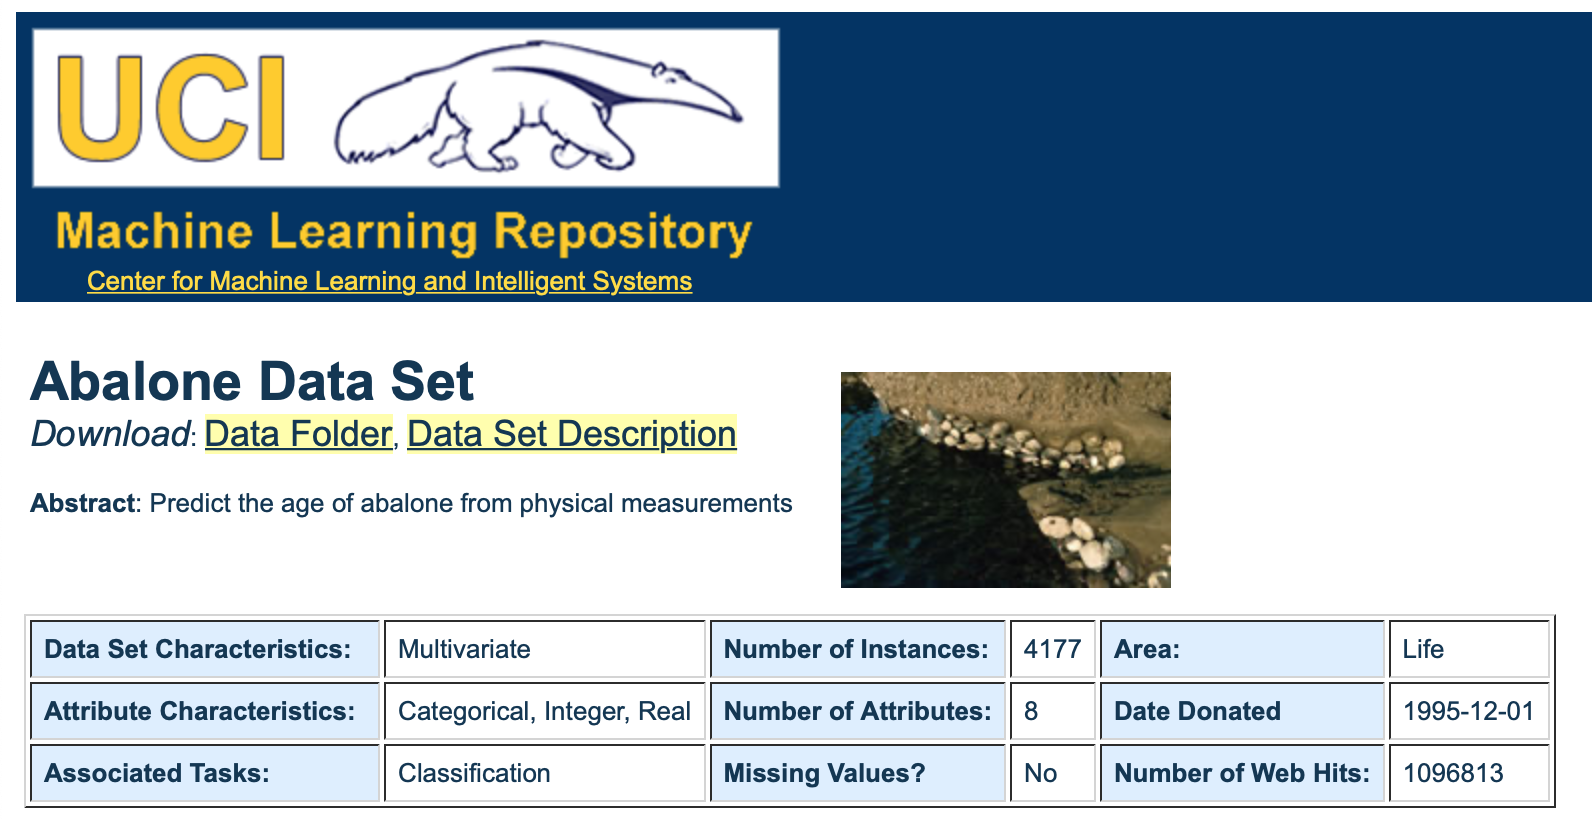 UCI
Machine Learning Repository
Center for Machine Learning and Intelligent Systems
Abalone Data Set
Download: Data Folder, Data Set Description
Abstract: Predict the age of abalone from physical measurements
Data Set Characteristics: Multivariate Number of Instances: 4177 Area: Life
Attribute Characteristics: Categorical, Integer, Real Number of Attributes: 8 Date Donated 1995-12-01
Associated Tasks: Classification Missing Values? No Number of Web Hits: 1096813